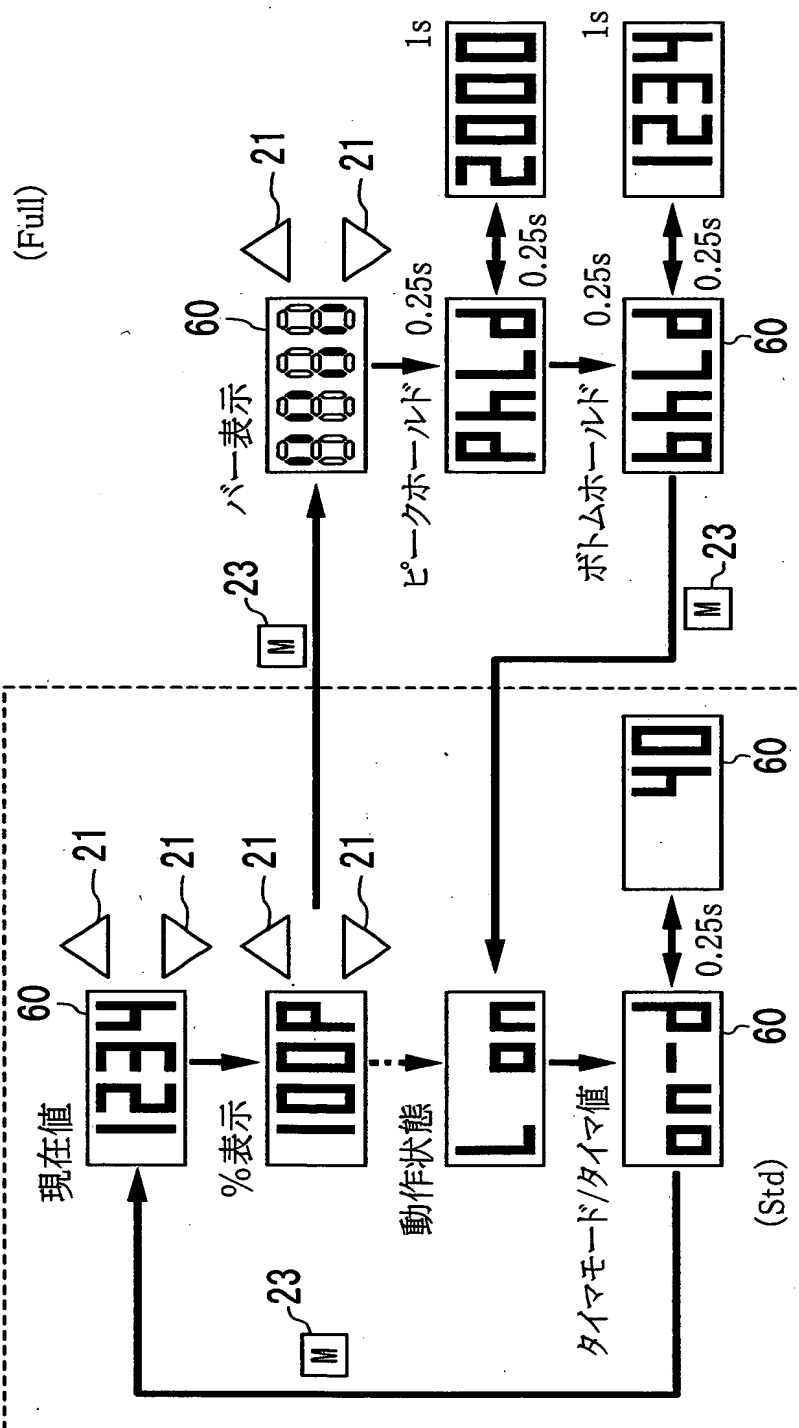 (Full)
現在値
60
1234
21
21
%表示
100P
21
21
M
23
動作状態
L on
タイマモード/タイマ値
on-d
60
0.25s
40
60
(Std)
M
23
バー表示
60
8888
21
21
ピークホールド
0.25s
PhLd
0.25s
2000
1s
ボトムホールド
0.25s
bhLd
60
0.25s
1234
1s
M
23